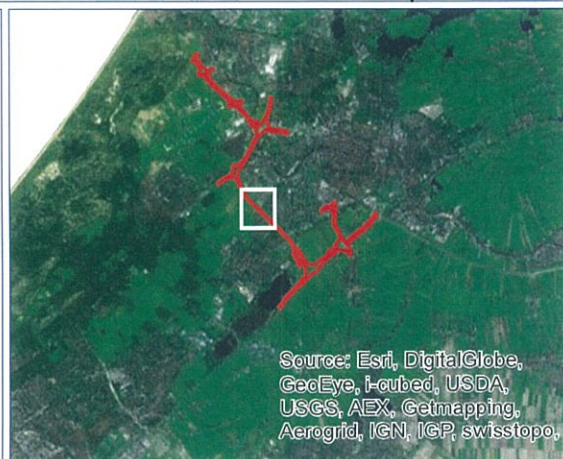 Source: Esri, DigitalGlobe,
GeoEye, i-cubed, USDA,
USGS, AEX, Getmapping,
Aerogrid, IGN, IGP, swisstopo,